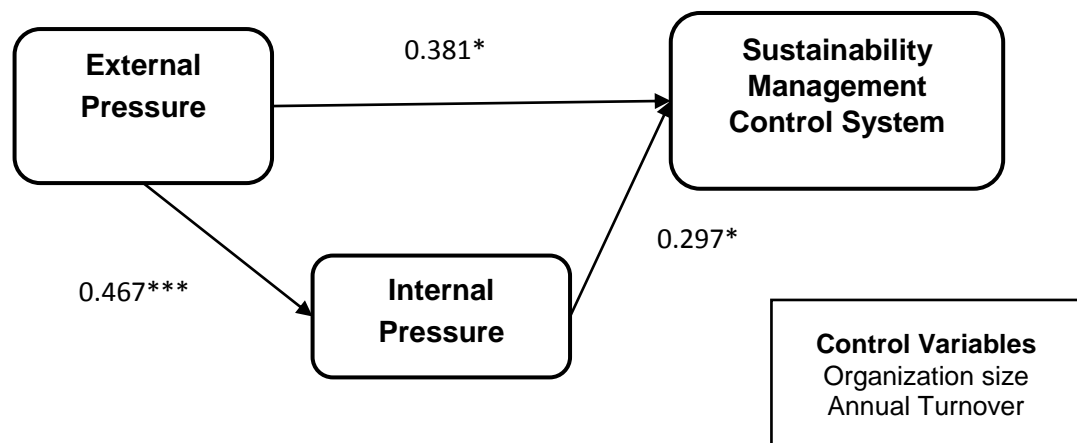 External
Pressure
0.381*
Sustainability
Management
Control System
0.467***
Internal
Pressure
0.297*
Control Variables
Organization size
Annual Turnover